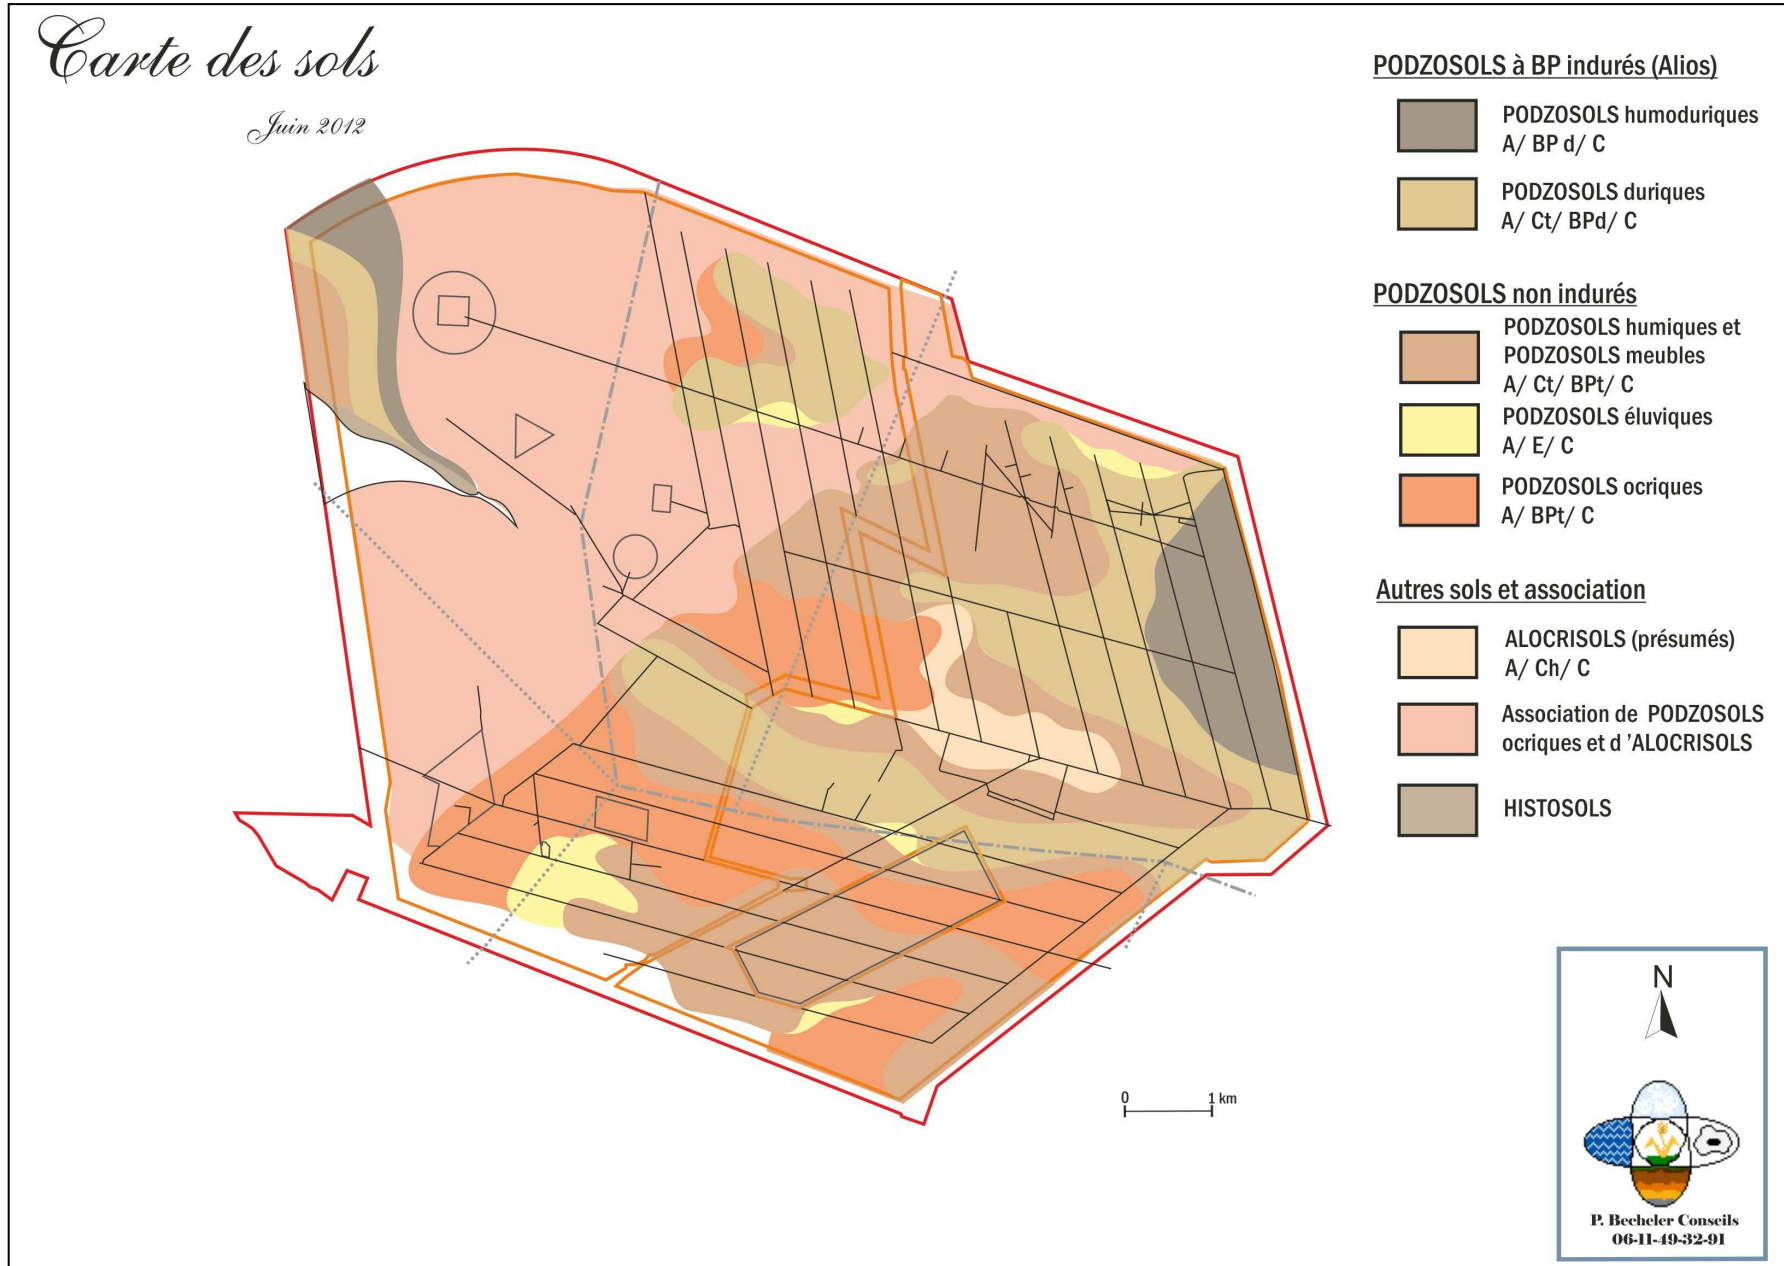 Carte des sols
Juin 2012
PODZOSOLS à BP indurés (Alios)
PODZOSOLS humoduriques
A/ BP d/ C
PODZOSOLS duriques
A/ Ct/ BPd/ C
PODZOSOLS non indurés
PODZOSOLS humiques et
PODZOSOLS meubles
A/ Ct/ BPt/ C
PODZOSOLS éluviques
A/ E/ C
PODZOSOLS ocriques
A/ BPt/ C
Autres sols et association
ALOCRISOLS (présumés)
A/ Ch/ C
Association de PODZOSOLS
ocriques et d 'ALOCRISOLS
HISTOSOLS
N
0 1 km
P. Becheler Conseils
06-11-49-32-91